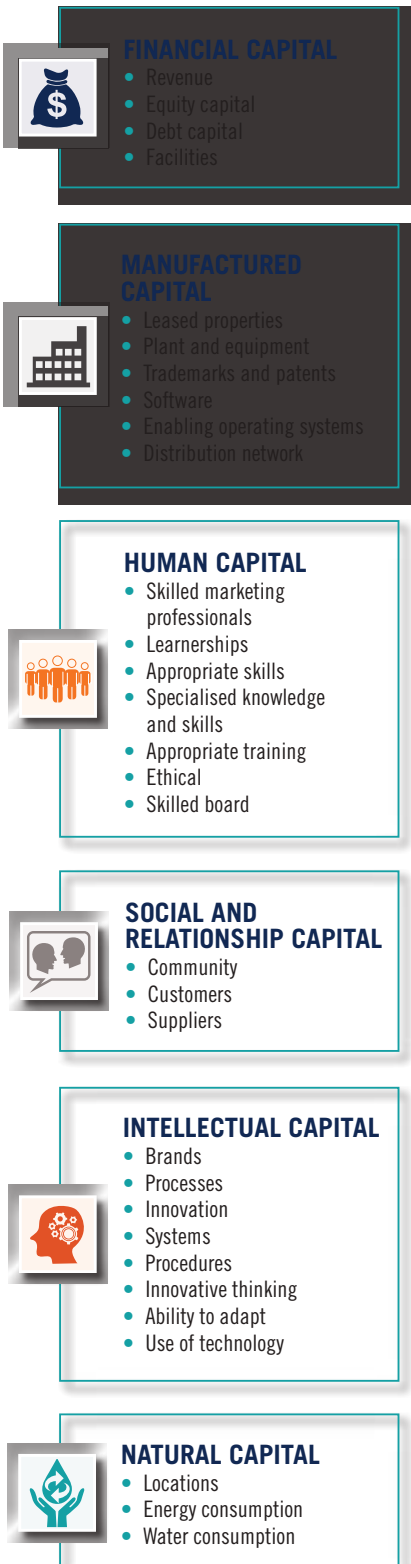 FINANCIAL CAPITAL
• Revenue
• Equity capital
• Debt capital
• Facilities
$
MANUFACTURED
CAPITAL
• Leased properties
• Plant and equipment
• Trademarks and patents
• Software
• Enabling operating systems
• Distribution network
HUMAN CAPITAL
• Skilled marketing
professionals
• Learnerships
• Appropriate skills
• Specialised knowledge
and skills
• Appropriate training
• Ethical
• Skilled board
SOCIAL AND
RELATIONSHIP CAPITAL
• Community
• Customers
• Suppliers
INTELLECTUAL CAPITAL
• Brands
• Processes
• Innovation
• Systems
• Procedures
• Innovative thinking
• Ability to adapt
• Use of technology
NATURAL CAPITAL
• Locations
• Energy consumption
• Water consumption